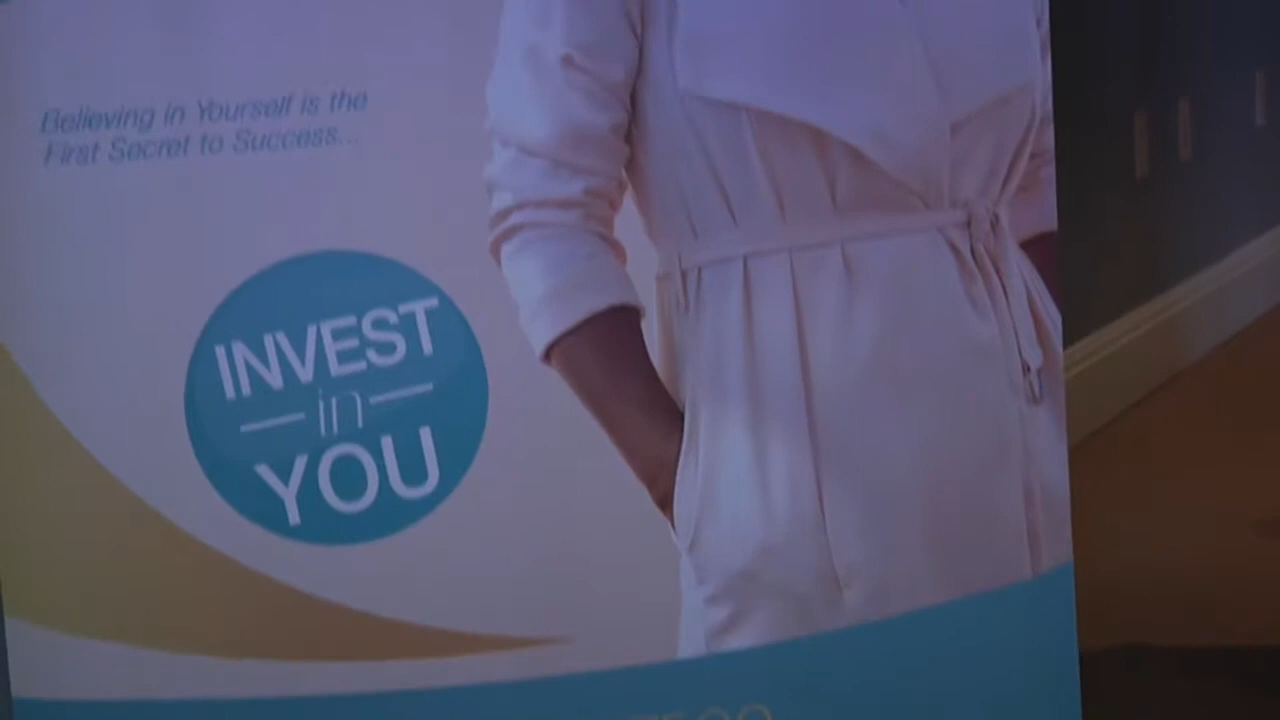 Believing in Yourself is the
First Secret to Success...
INVEST
in
YOU